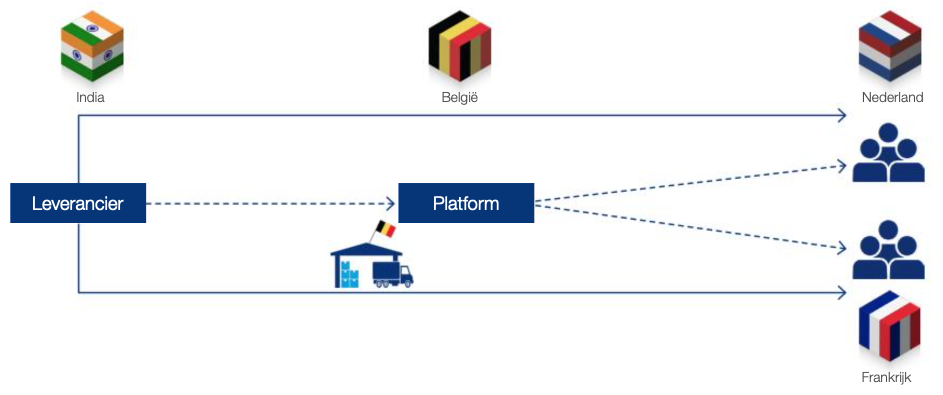 India
België
Nederland
Leverancier
Platform
Frankrijk